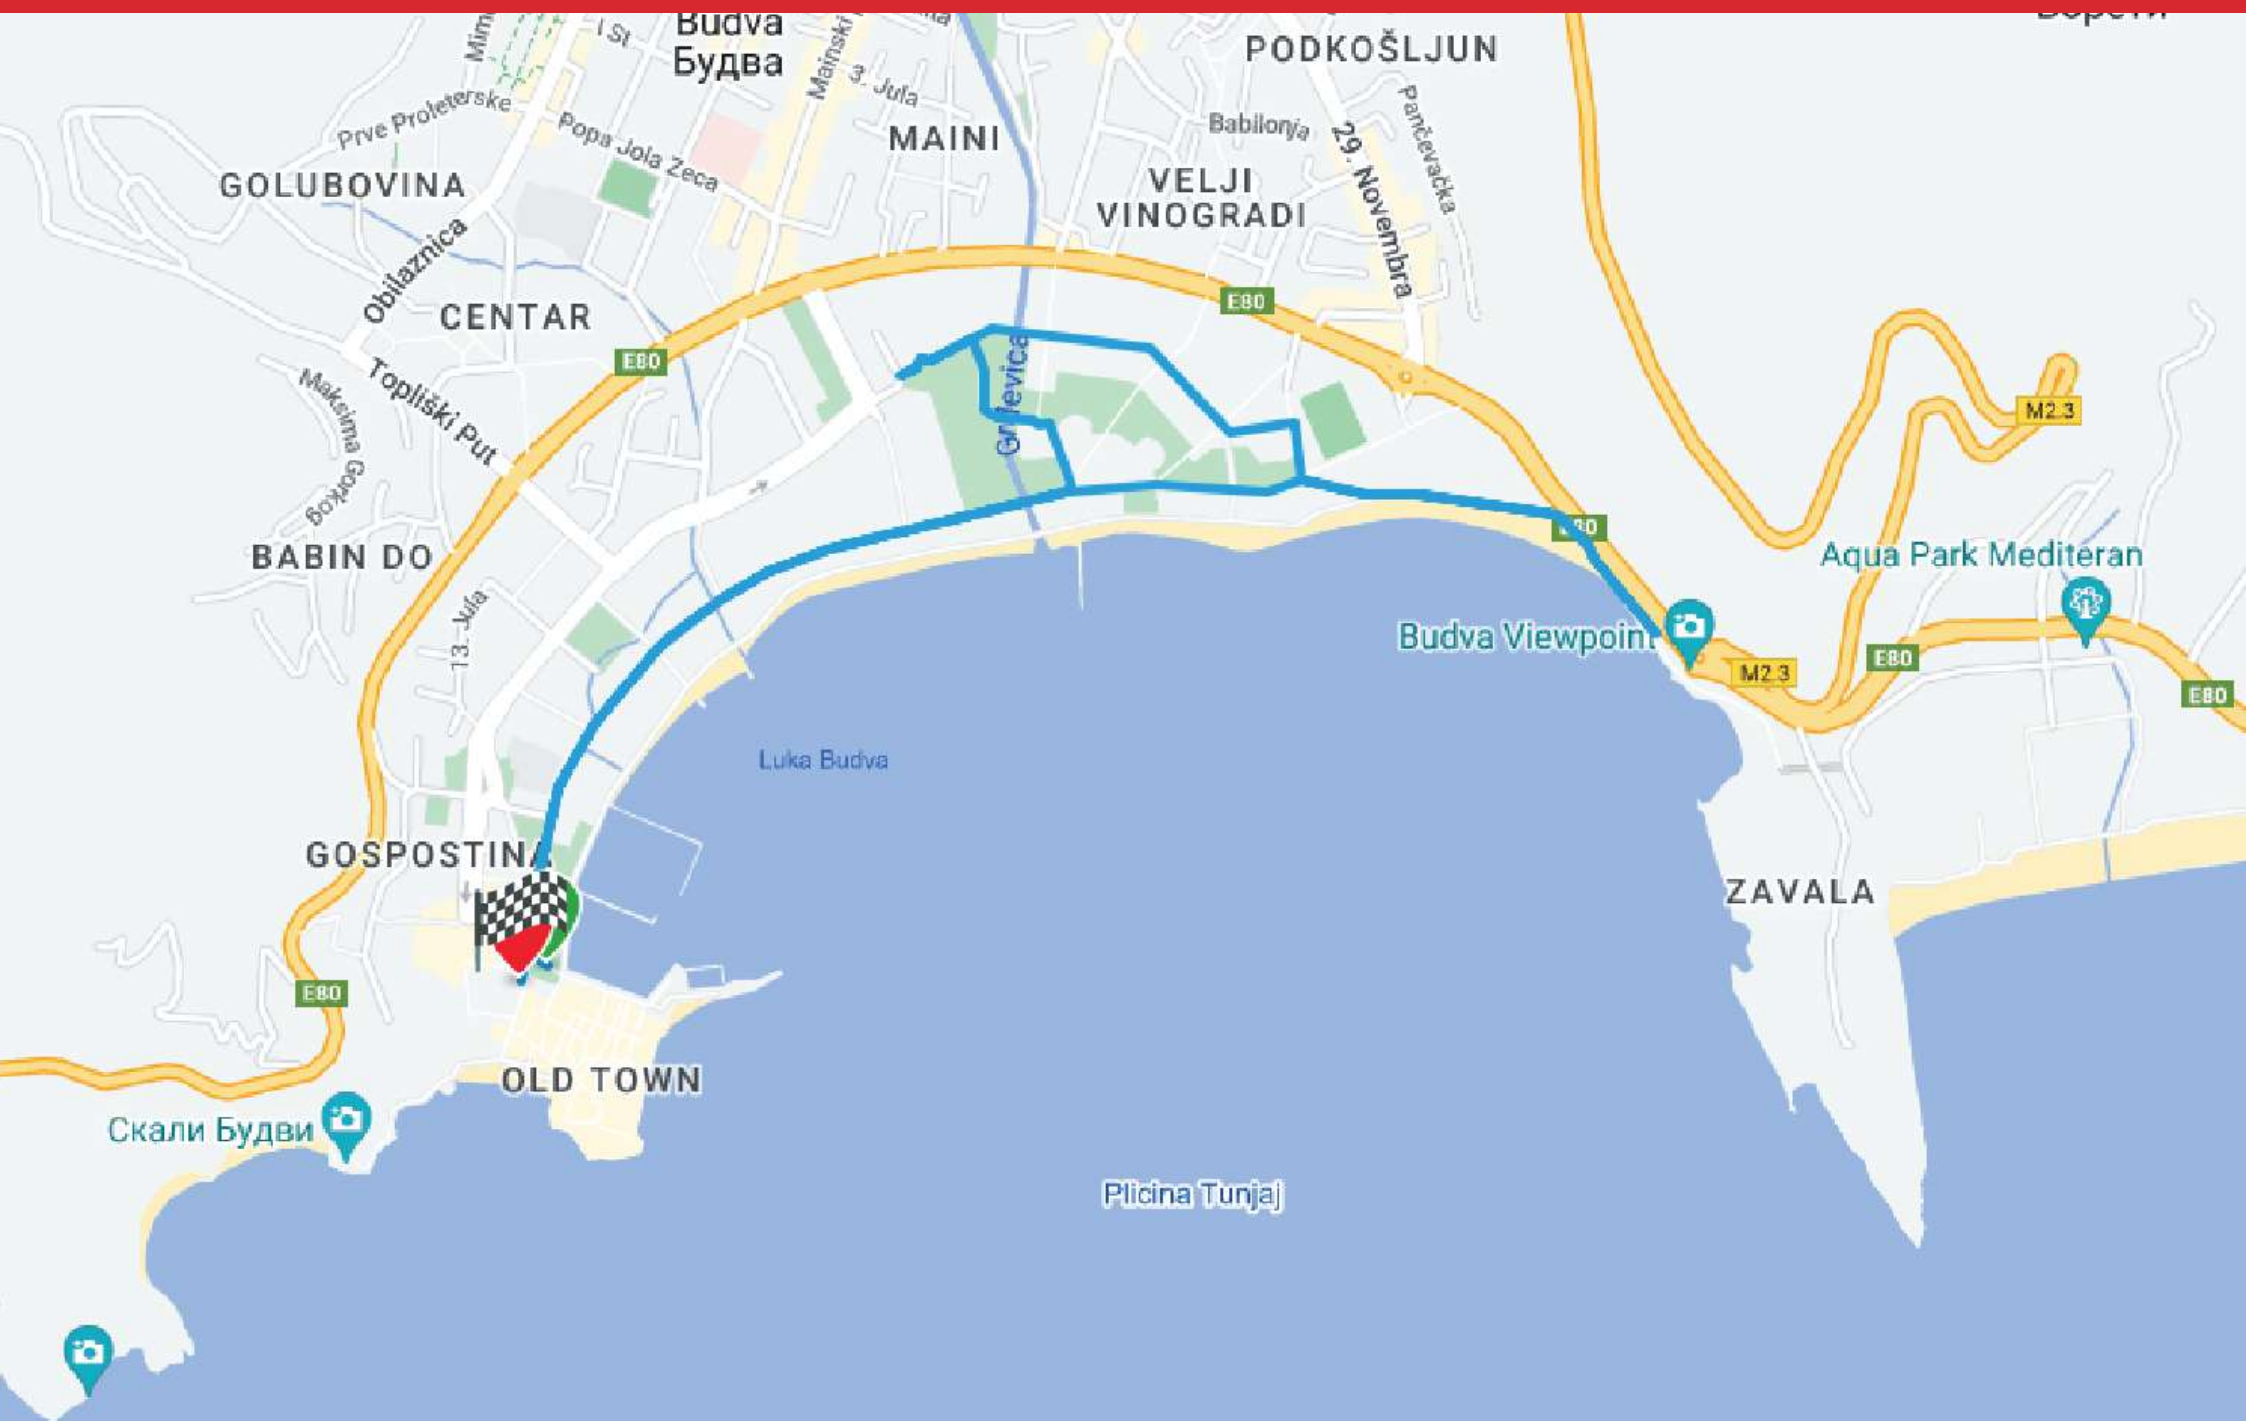 Budva
Будва
PODKOŠLJUN
Mainski
3. Jula
Prve Proleterske
Popa Jola Zeca
MAINI
Babilonja
Pančevačka
29. Novembra
GOLUBOVINA
VELJI
VINOGRADI
Obilaznica
CENTAR
E80
E80
Topliški Put
Maksima Gorkog
M2.3
BABIN DO
E80
Aqua Park Mediteran
13. Jula
Budva Viewpoint
E80
M2.3
E80
Luka Budva
GOSPOSTINA
ZAVALA
E80
OLD TOWN
Скали Будви
Plicina Tunjaj